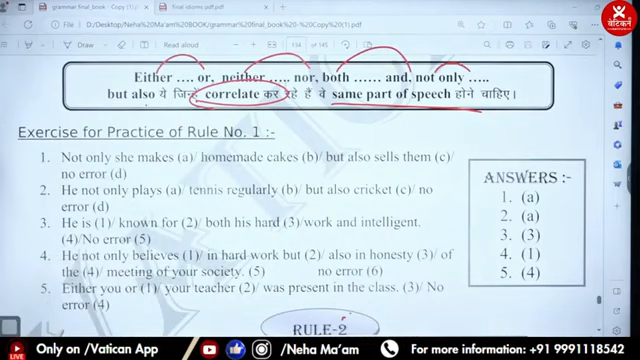 grammar final_book - Copy (1).p
final idioms pdf.pdf
File
C:/Users/Desktop/Neha%20Ma'am%20BOOK/grammar%20final_book%20-%20Copy%20(1).pdf
Read aloud
134
of 145
वेदिकन
Either .... or, neither ..... nor, both ...... and, not only .....
but also ये जिन्हे correlate कर रहे हैं वे same part of speech होने चाहिए।
Exercise for Practice of Rule No. 1 :-
1. Not only she makes (a)/ homemade cakes (b)/ but also sells them (c)/
no error (d)
2. He not only plays (a)/ tennis regularly (b)/ but also cricket (c)/ no
error (d)
3. He is (1)/ known for (2)/ both his hard (3)/work and intelligent.
(4)/No error (5)
4. He not only believes (1)/ in hard work but (2)/ also in honesty (3)/ of
the (4)/ meeting of your society. (5) no error (6)
5. Either you or (1)/ your teacher (2)/ was present in the class. (3)/ No
error (4)
ANSWERS :-
1. (a)
2. (a)
3. (3)
4. (1)
5. (4)
RULE-2
LIVE
Only on /Vatican App
/Neha Ma'am
For more information: +91 9991118542